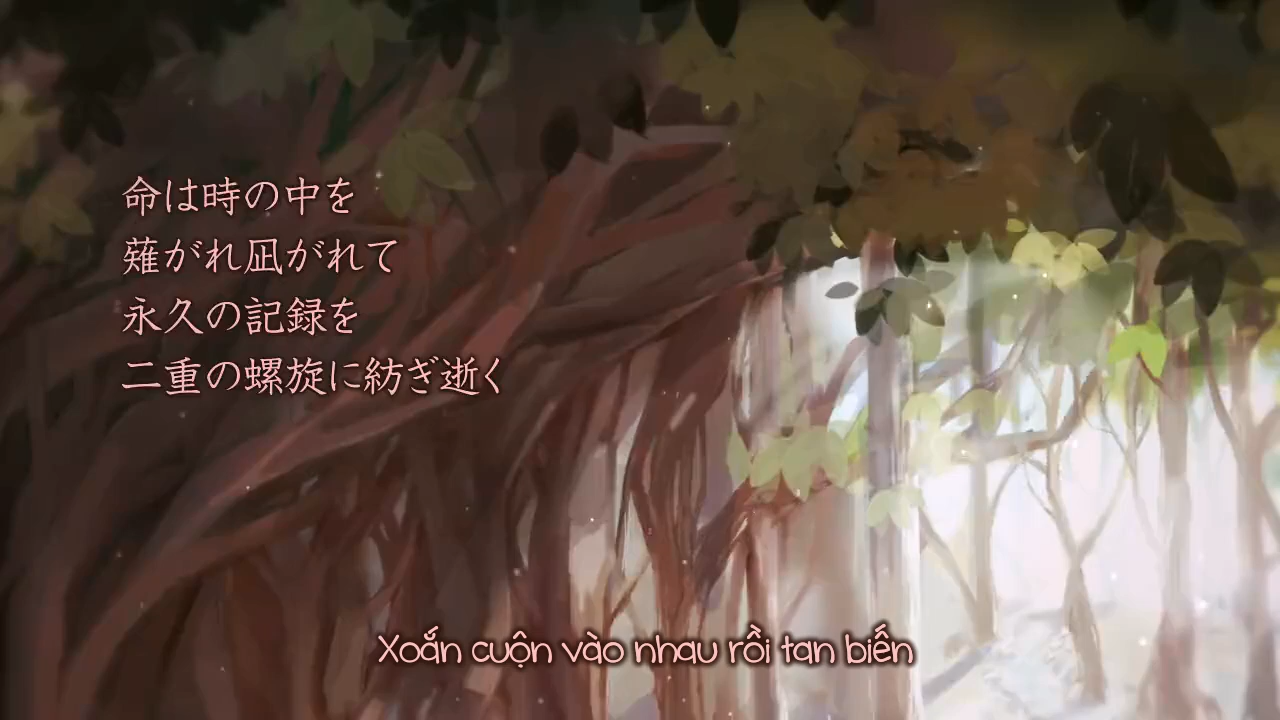 命は時の中を
薙がれ凪がれて
永久の記録を
二重の螺旋に紡ぎ逝く
Xoắn cuộn vào nhau rồi tan biến